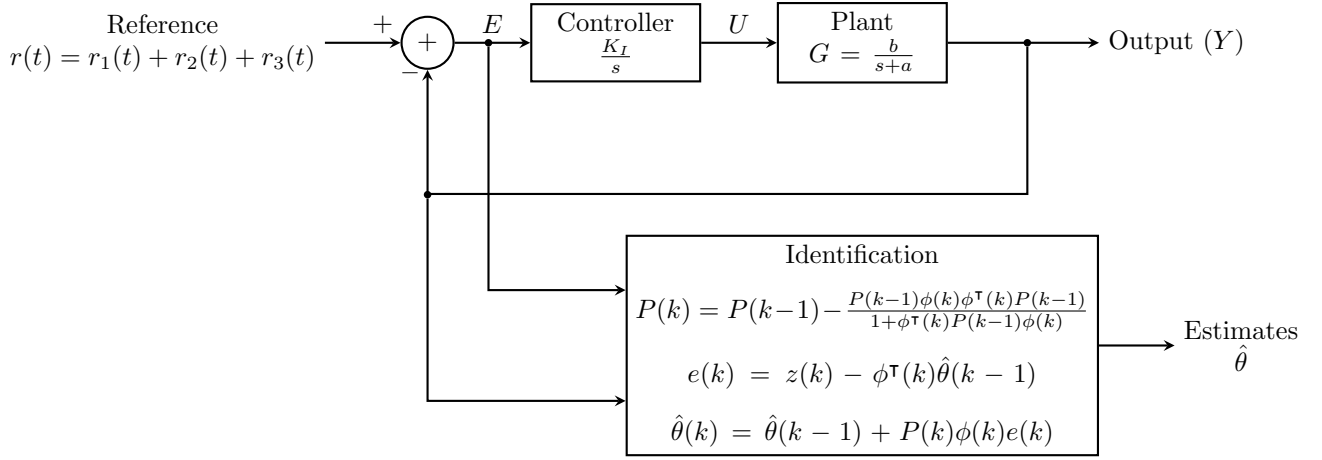 Reference
r(t) = r₁(t) + r₂(t) + r₃(t)
+
+
−
E
Controller
K_I/s
U
Plant
G = b/(s+a)
Output (Y)
Identification
P(k) = P(k−1) − P(k−1)ϕ(k)ϕᵀ(k)P(k−1)/(1+ϕᵀ(k)P(k−1)ϕ(k))
e(k) = z(k) − ϕᵀ(k)θ̂(k − 1)
θ̂(k) = θ̂(k − 1) + P(k)ϕ(k)e(k)
Estimates
θ̂